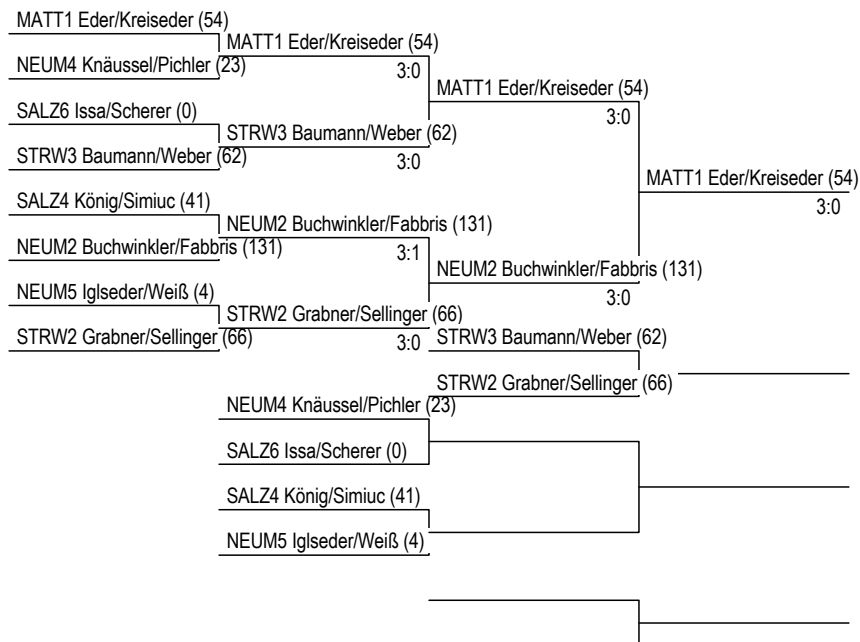 MATT1 Eder/Kreiseder (54)
MATT1 Eder/Kreiseder (54)
NEUM4 Knäussel/Pichler (23)
3:0
MATT1 Eder/Kreiseder (54)
SALZ6 Issa/Scherer (0)
3:0
STRW3 Baumann/Weber (62)
STRW3 Baumann/Weber (62)
3:0
MATT1 Eder/Kreiseder (54)
SALZ4 König/Simiuc (41)
3:0
NEUM2 Buchwinkler/Fabbris (131)
NEUM2 Buchwinkler/Fabbris (131)
3:1
NEUM2 Buchwinkler/Fabbris (131)
NEUM5 Iglseder/Weiß (4)
3:0
STRW2 Grabner/Sellinger (66)
STRW2 Grabner/Sellinger (66)
3:0
STRW3 Baumann/Weber (62)
STRW2 Grabner/Sellinger (66)
NEUM4 Knäussel/Pichler (23)
SALZ6 Issa/Scherer (0)
SALZ4 König/Simiuc (41)
NEUM5 Iglseder/Weiß (4)